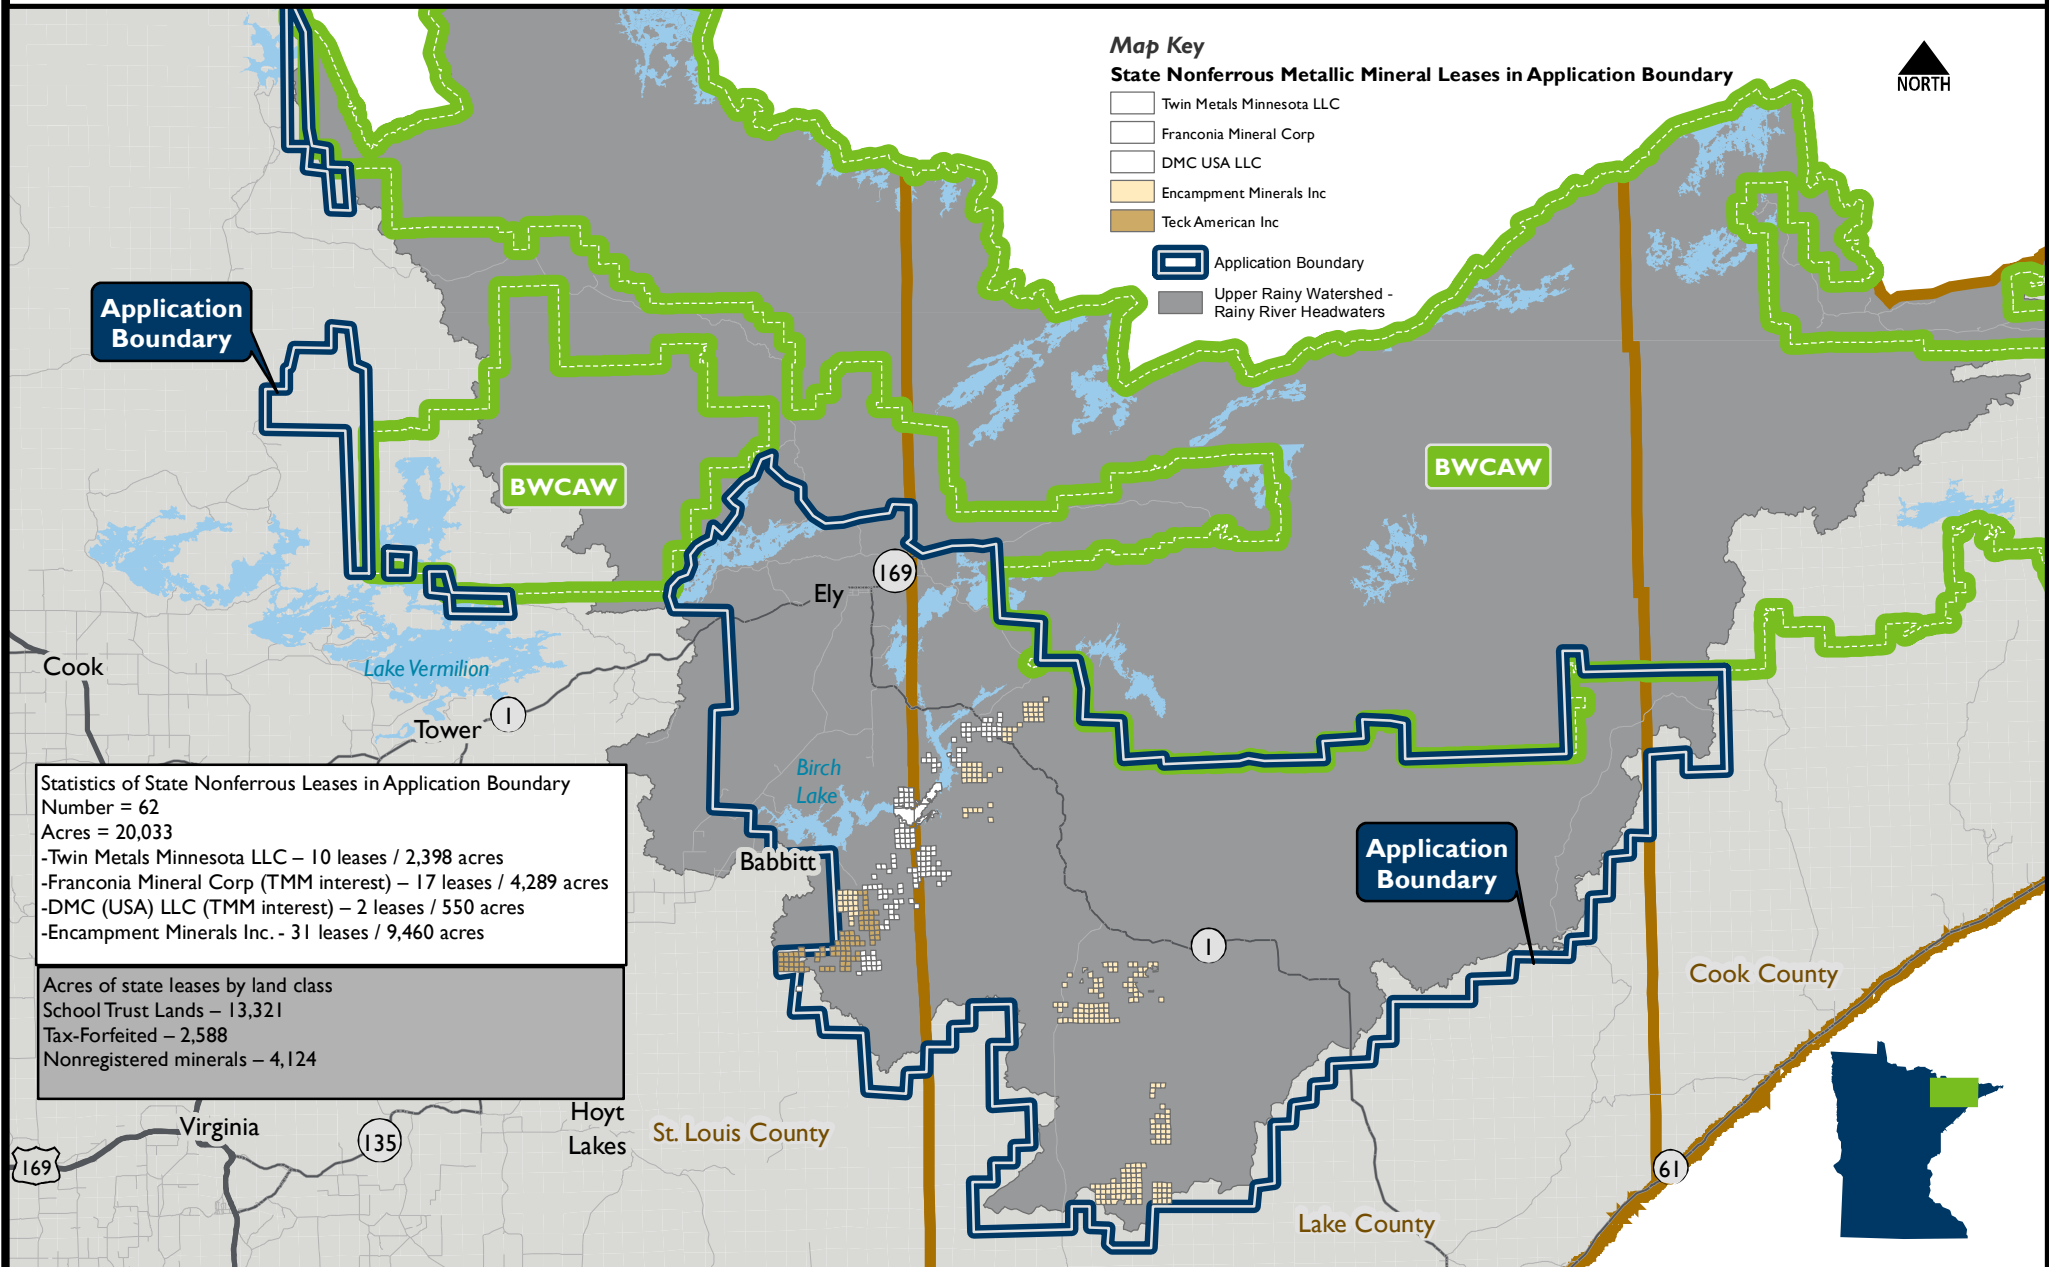 Map Key
State Nonferrous Metallic Mineral Leases in Application Boundary
Twin Metals Minnesota LLC
Franconia Mineral Corp
DMC USA LLC
Encampment Minerals Inc
Teck American Inc
Application Boundary
Upper Rainy Watershed -
Rainy River Headwaters
NORTH
Application
Boundary
BWCAW
BWCAW
169
Ely
Cook
Lake Vermilion
Tower
1
Birch
Lake
Babbitt
Statistics of State Nonferrous Leases in Application Boundary
Number = 62
Acres = 20,033
-Twin Metals Minnesota LLC – 10 leases / 2,398 acres
-Franconia Mineral Corp (TMM interest) – 17 leases / 4,289 acres
-DMC (USA) LLC (TMM interest) – 2 leases / 550 acres
-Encampment Minerals Inc. - 31 leases / 9,460 acres
Acres of state leases by land class
School Trust Lands – 13,321
Tax-Forfeited – 2,588
Nonregistered minerals – 4,124
Application
Boundary
1
Cook County
Hoyt
Lakes
Virginia
135
169
St. Louis County
61
Lake County